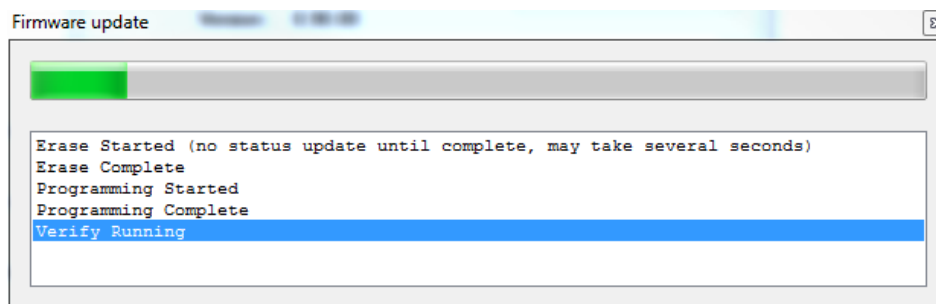 Firmware update
Erase Started (no status update until complete, may take several seconds)
Erase Complete
Programming Started
Programming Complete
Verify Running